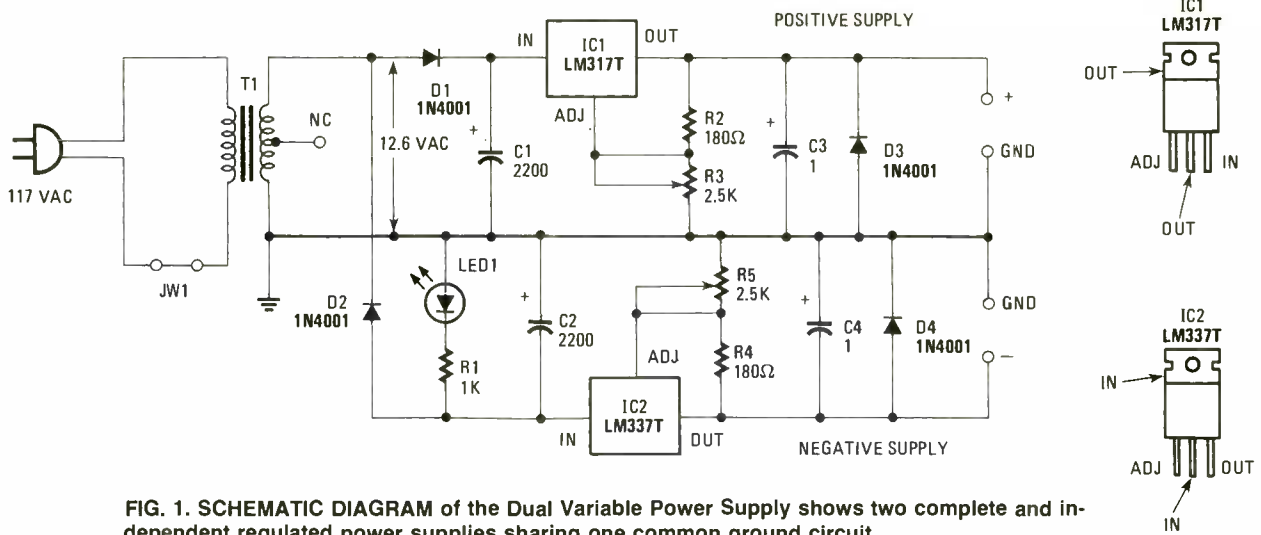 POSITIVE SUPPLY
IC1
LM317T
OUT
ADJ
IN
OUT
IN
IC1
LM317T
OUT
ADJ
T1
NC
12.6 VAC
D1
1N4001
+
C1
2200
R2
180Ω
R3
2.5K
+
C3
1
D3
1N4001
+
GND
117 VAC
JW1
D2
1N4001
LED1
R1
1K
+
C2
2200
R5
2.5K
ADJ
R4
180Ω
+
C4
1
D4
1N4001
GND
–
IN
IC2
LM337T
OUT
NEGATIVE SUPPLY
IC2
LM337T
IN
ADJ
OUT
IN
FIG. 1. SCHEMATIC DIAGRAM of the Dual Variable Power Supply shows two complete and in-
dependent regulated power supplies sharing one common ground circuit.